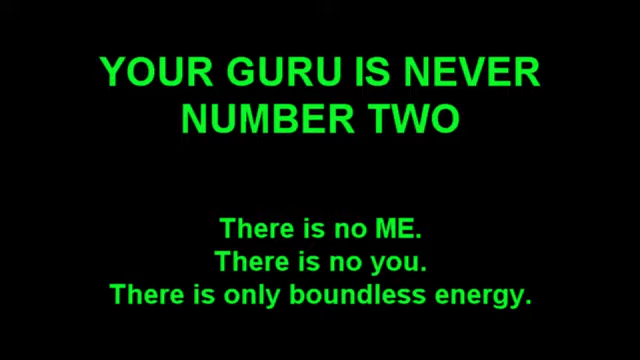 YOUR GURU IS NEVER
NUMBER TWO
There is no ME.
There is no you.
There is only boundless energy.